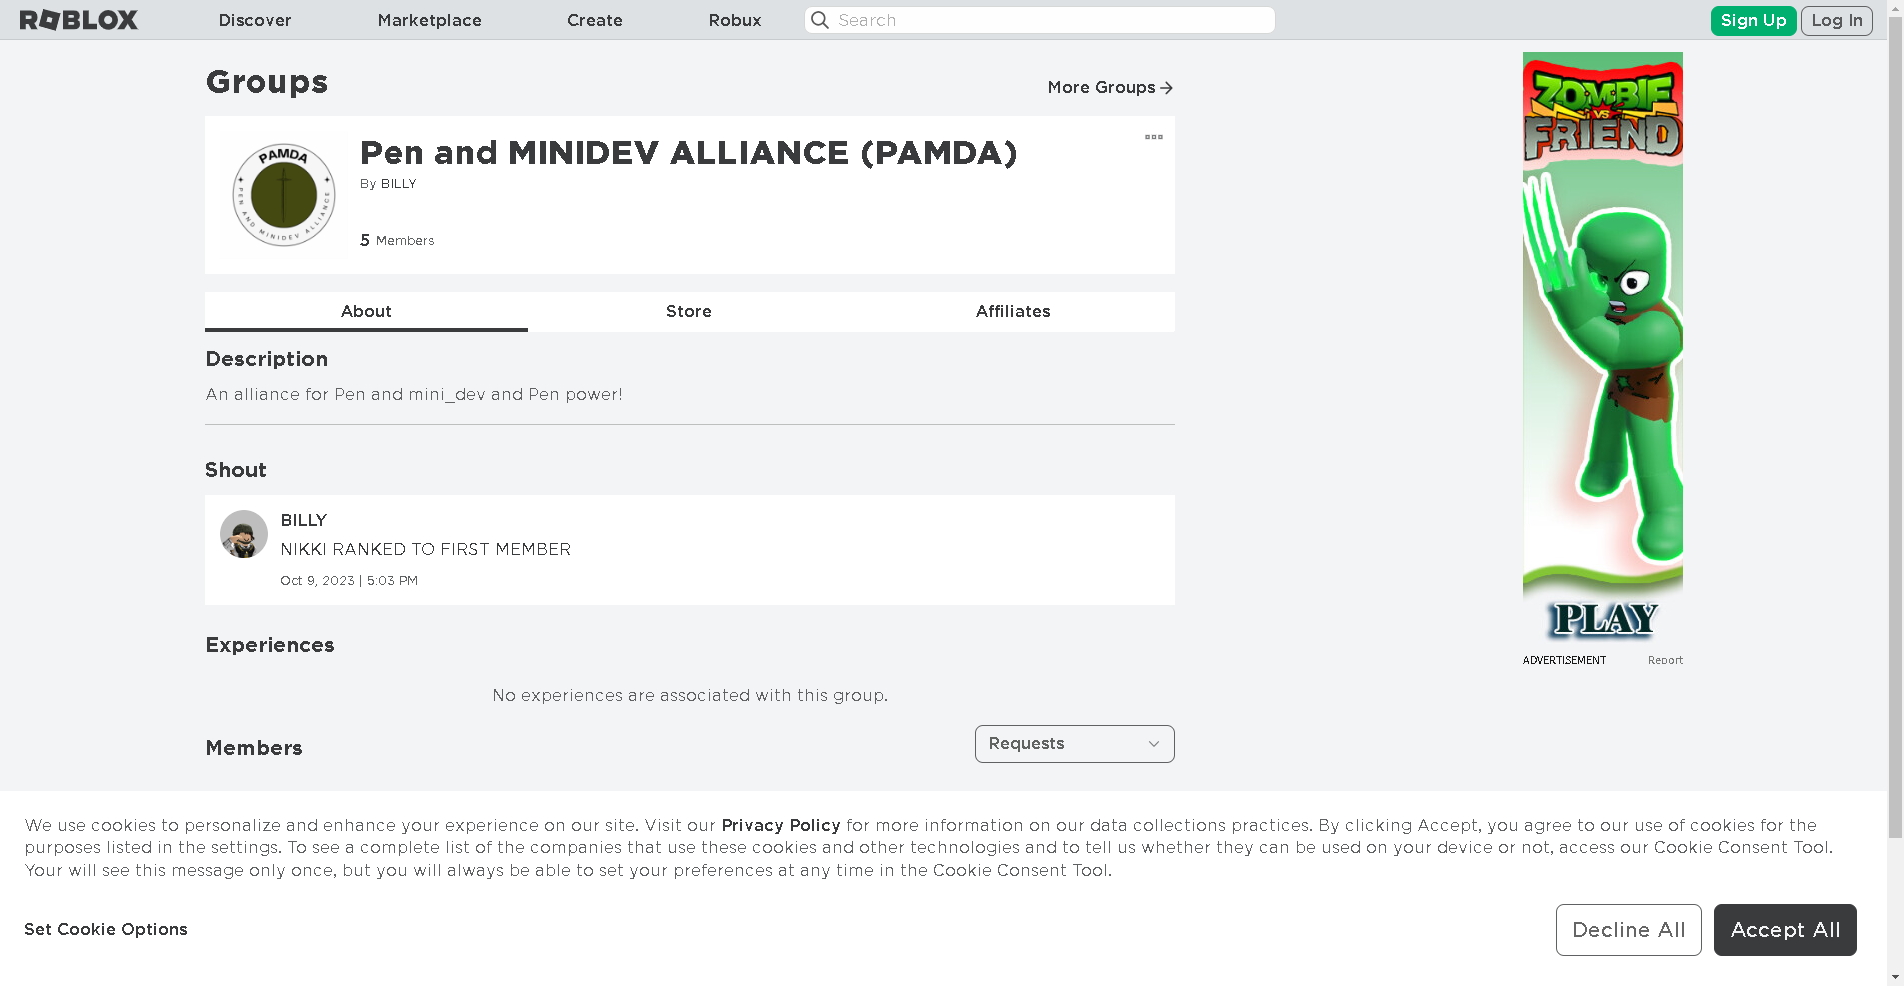 ROBLOX
Discover
Marketplace
Create
Robux
Search
Sign Up
Log In
Groups
More Groups
PAMDA
PEN AND MINIDEV ALLIANCE
Pen and MINIDEV ALLIANCE (PAMDA)
By BILLY
5 Members
About
Store
Affiliates
Description
An alliance for Pen and mini_dev and Pen power!
Shout
BILLY
NIKKI RANKED TO FIRST MEMBER
Oct 9, 2023 | 5:03 PM
Experiences
No experiences are associated with this group.
Members
Requests
ZOMBIE
VS
FRIEND
PLAY
ADVERTISEMENT
Report
We use cookies to personalize and enhance your experience on our site. Visit our Privacy Policy for more information on our data collections practices. By clicking Accept, you agree to our use of cookies for the
purposes listed in the settings. To see a complete list of the companies that use these cookies and other technologies and to tell us whether they can be used on your device or not, access our Cookie Consent Tool.
Your will see this message only once, but you will always be able to set your preferences at any time in the Cookie Consent Tool.
Set Cookie Options
Decline All
Accept All